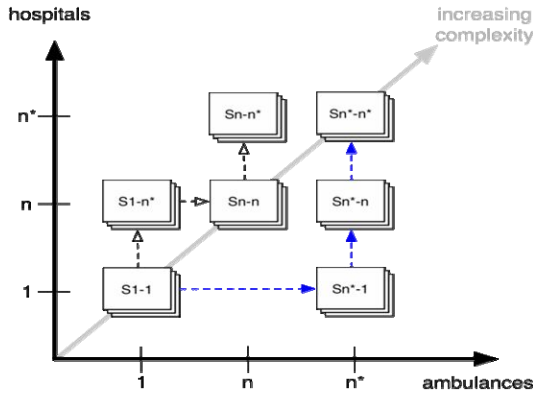 hospitals
increasing
complexity
n*
Sn-n*
Sn*-n*
n
S1-n*
Sn-n
Sn*-n
1
S1-1
Sn*-1
1
n
n*
ambulances